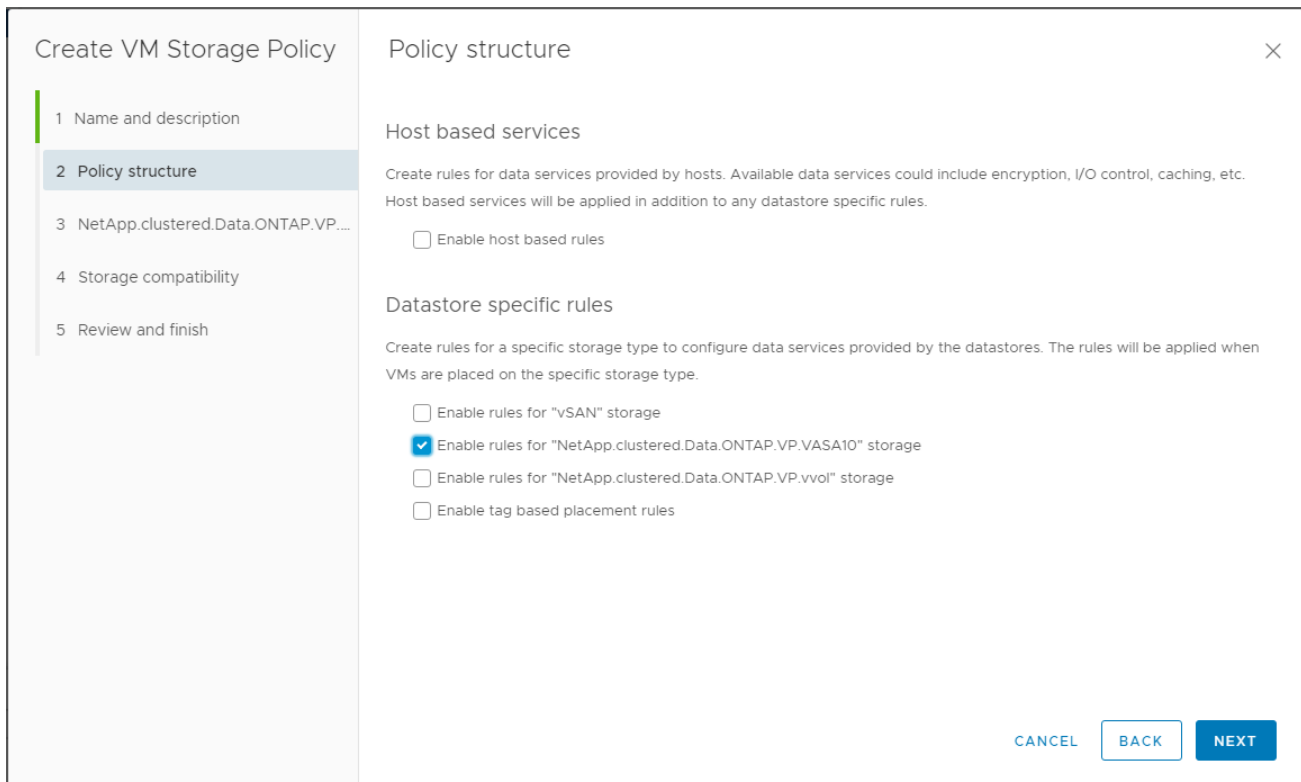 Create VM Storage Policy
1 Name and description
2 Policy structure
3 NetApp.clustered.Data.ONTAP.VP....
4 Storage compatibility
5 Review and finish
Policy structure
Host based services
Create rules for data services provided by hosts. Available data services could include encryption, I/O control, caching, etc.
Host based services will be applied in addition to any datastore specific rules.
Enable host based rules
Datastore specific rules
Create rules for a specific storage type to configure data services provided by the datastores. The rules will be applied when
VMs are placed on the specific storage type.
Enable rules for "vSAN" storage
Enable rules for "NetApp.clustered.Data.ONTAP.VP.VASA10" storage
Enable rules for "NetApp.clustered.Data.ONTAP.VP.vvol" storage
Enable tag based placement rules
CANCEL BACK NEXT